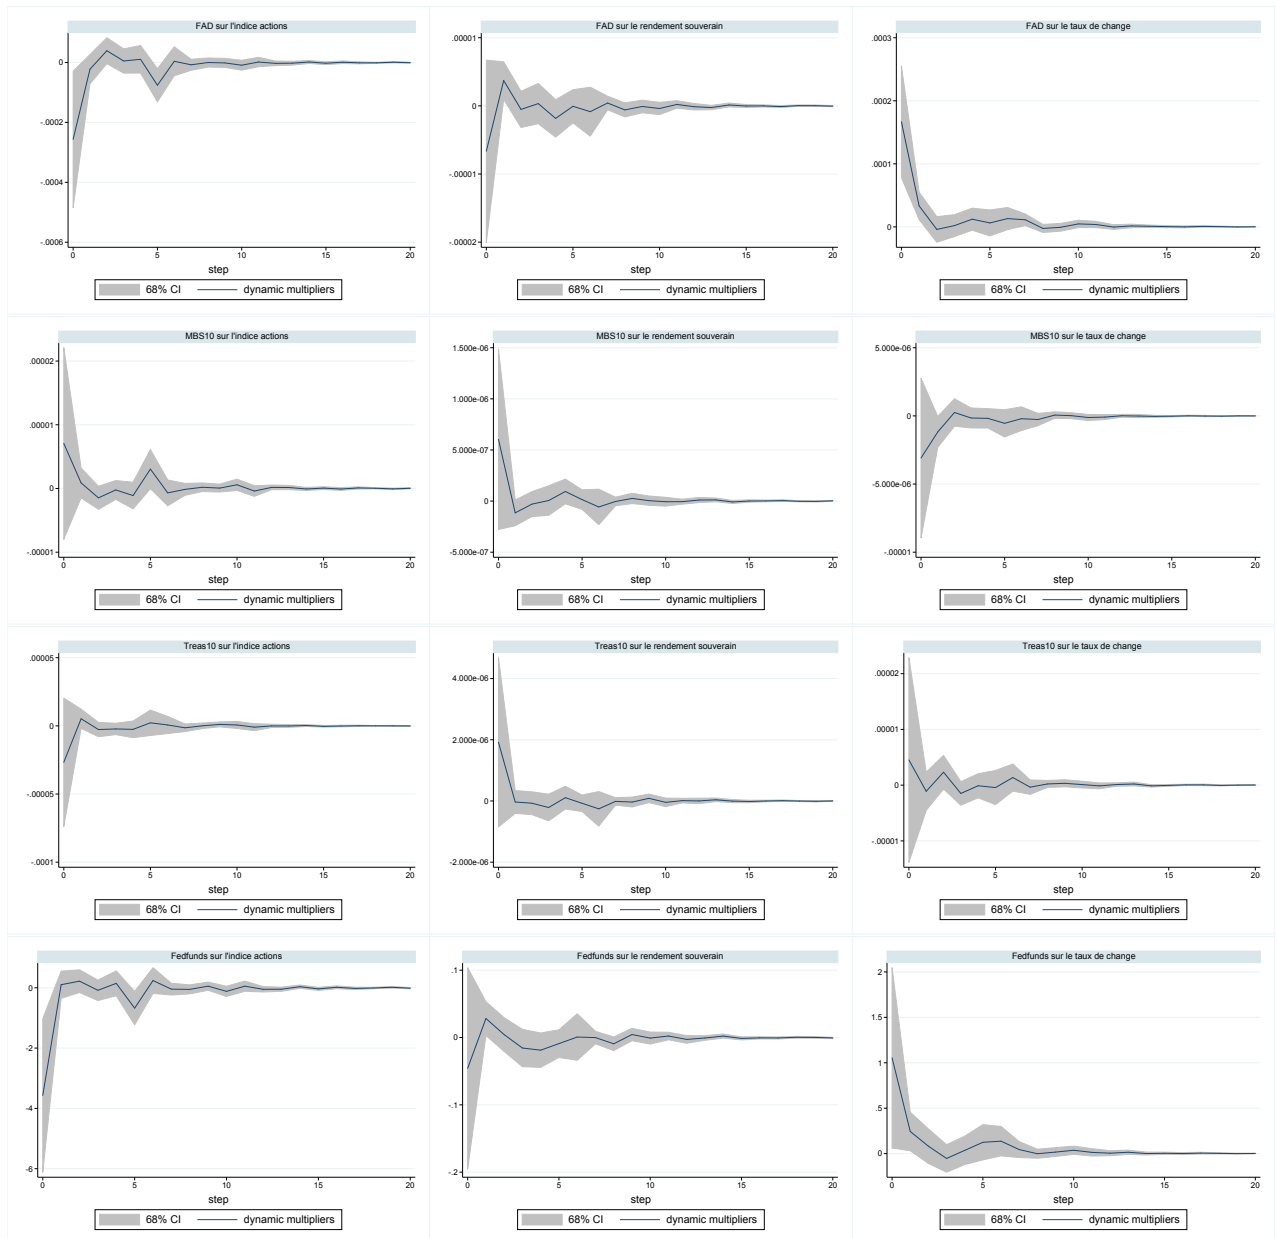 FAD sur l'indice actions
0
-.0002
-.0004
-.0006
0
5
10
15
20
step
68% CI
dynamic multipliers
FAD sur le rendement souverain
.00001
0
-.00001
-.00002
0
5
10
15
20
step
68% CI
dynamic multipliers
FAD sur le taux de change
.0003
.0002
.0001
0
0
5
10
15
20
step
68% CI
dynamic multipliers
MBS10 sur l'indice actions
.00002
.00001
0
-.00001
0
5
10
15
20
step
68% CI
dynamic multipliers
MBS10 sur le rendement souverain
1.500e-06
1.000e-06
5.000e-07
0
-5.000e-07
0
5
10
15
20
step
68% CI
dynamic multipliers
MBS10 sur le taux de change
5.000e-06
0
-5.000e-06
-.00001
0
5
10
15
20
step
68% CI
dynamic multipliers
Treas10 sur l'indice actions
.00005
0
-.00005
-.0001
0
5
10
15
20
step
68% CI
dynamic multipliers
Treas10 sur le rendement souverain
4.000e-06
2.000e-06
0
-2.000e-06
0
5
10
15
20
step
68% CI
dynamic multipliers
Treas10 sur le taux de change
.00002
.00001
0
-.00001
0
5
10
15
20
step
68% CI
dynamic multipliers
Fedfunds sur l'indice actions
0
-2
-4
-6
0
5
10
15
20
step
68% CI
dynamic multipliers
Fedfunds sur le rendement souverain
.1
0
-.1
-.2
0
5
10
15
20
step
68% CI
dynamic multipliers
Fedfunds sur le taux de change
2
1.5
1
.5
0
0
5
10
15
20
step
68% CI
dynamic multipliers